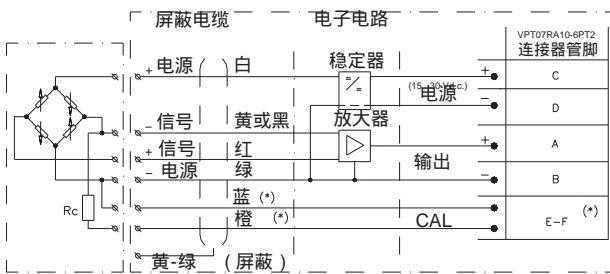 屏蔽电缆 电子电路
VPT07RA10-6PT2
连接器管脚
+ 电源 白 稳定器 + C
(15...30 Vd.c.)
电源 − D
− 信号 黄或黑 放大器 + A
+ 信号 红
− 电源 绿 输出 − B
蓝 (*)
Rc 橙 (*) CAL E-F (*)
黄-绿 (屏蔽)